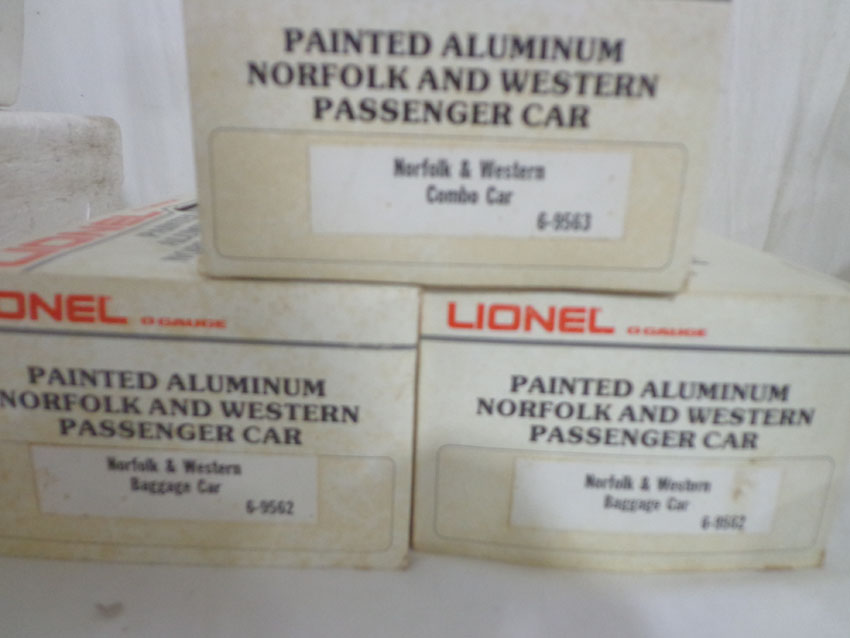 PAINTED ALUMINUM
NORFOLK AND WESTERN
PASSENGER CAR
Norfolk & Western
Combo Car
6-9563
LIONEL
ONEL O GAUGE
PAINTED ALUMINUM
NORFOLK AND WESTERN
PASSENGER CAR
Norfolk & Western
Baggage Car
6-9562
LIONEL O GAUGE
PAINTED ALUMINUM
NORFOLK AND WESTERN
PASSENGER CAR
Norfolk & Western
Baggage Car
6-9562